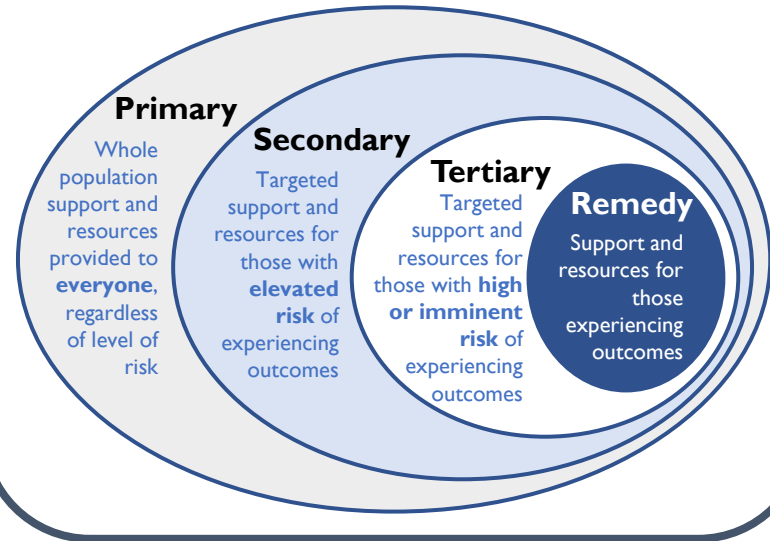 Primary
Whole
population
support and
resources
provided to
everyone,
regardless
of level of
risk
Secondary
Targeted
support and
resources for
those with
elevated
risk of
experiencing
outcomes
Tertiary
Targeted
support and
resources for
those with high
or imminent
risk of
experiencing
outcomes
Remedy
Support and
resources for
those
experiencing
outcomes